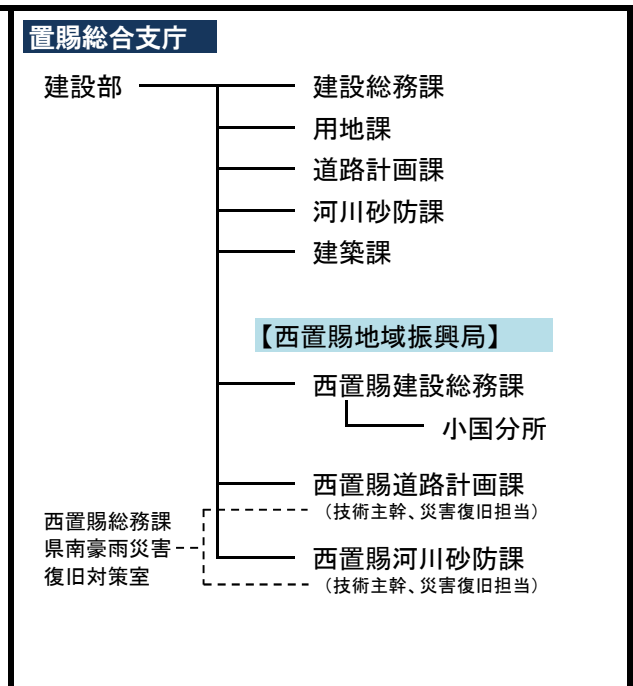 置賜総合支庁
建設部
建設総務課
用地課
道路計画課
河川砂防課
建築課
【西置賜地域振興局】
西置賜建設総務課
小国分所
西置賜道路計画課
（技術主幹、災害復旧担当）
西置賜総務課
県南豪雨災害
復旧対策室
西置賜河川砂防課
（技術主幹、災害復旧担当）